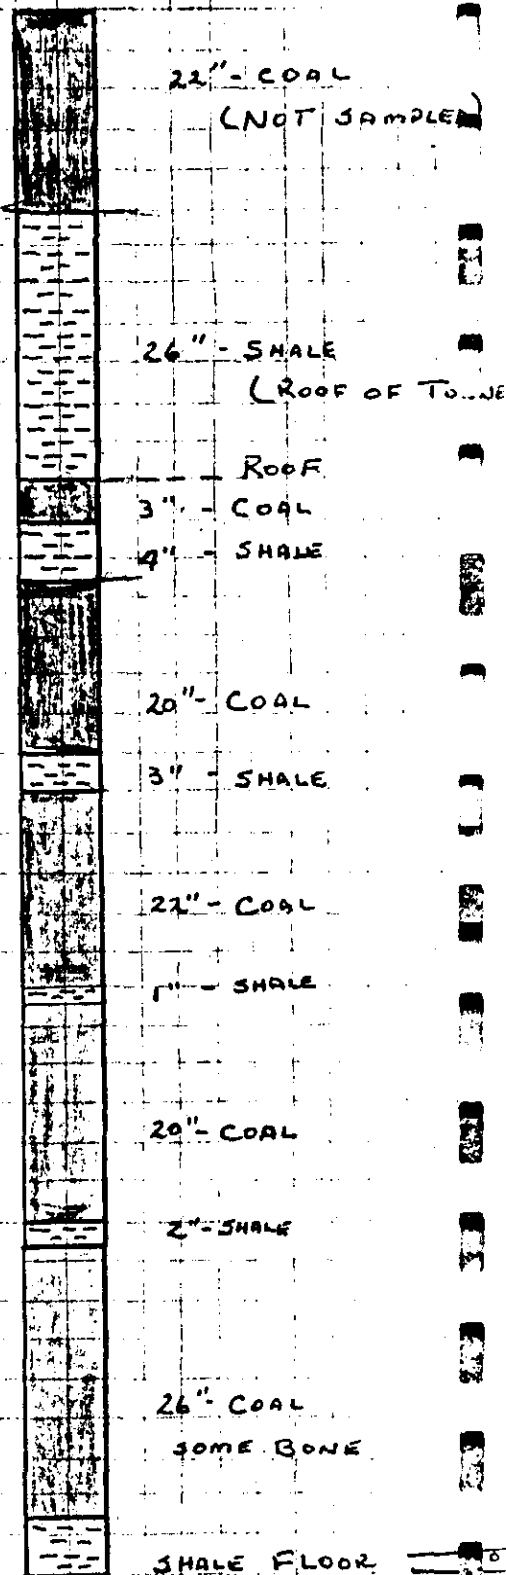 22" - COAL
(NOT SAMPLED)
26" - SHALE
(ROOF OF
ROOF
3" - COAL
4" - SHALE
20" - COAL
3" - SHALE
22" - COAL
1" - SHALE
20" - COAL
2" - SHALE
26" - COAL
SOME BONE
SHALE FLOOR